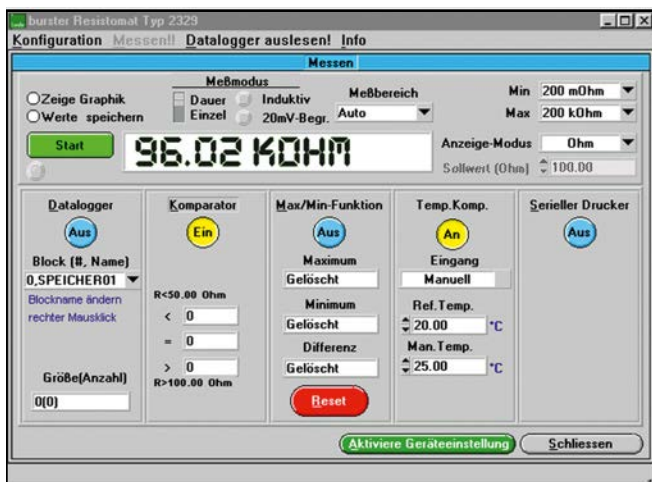 burster Resistomat Typ 2329
Konfiguration Messen!! Datalogger auslesen! Info
Messen
Zeige Graphik
Werte speichern
Meßmodus
Dauer
Einzel
Induktiv
20mV-Begr.
Meßbereich
Auto
Min 200 mOhm
Max 200 kOhm
Start
96.02 KOHM
Anzeige-Modus Ohm
Sollwert (Ohm) 100.00
Datalogger
Aus
Block (#, Name)
0,SPEICHER01
Blockname ändern
rechter Mausklick
Größe(Anzahl)
0(0)
Komparator
Ein
R<50.00 Ohm
< 0
= 0
> 0
R>100.00 Ohm
Max/Min-Funktion
Aus
Maximum
Gelöscht
Minimum
Gelöscht
Differenz
Gelöscht
Reset
Temp.Komp.
An
Eingang
Manuell
Ref.Temp.
20.00 °C
Man.Temp.
25.00 °C
Serieller Drucker
Aus
Aktiviere Geräteeinstellung
Schliessen